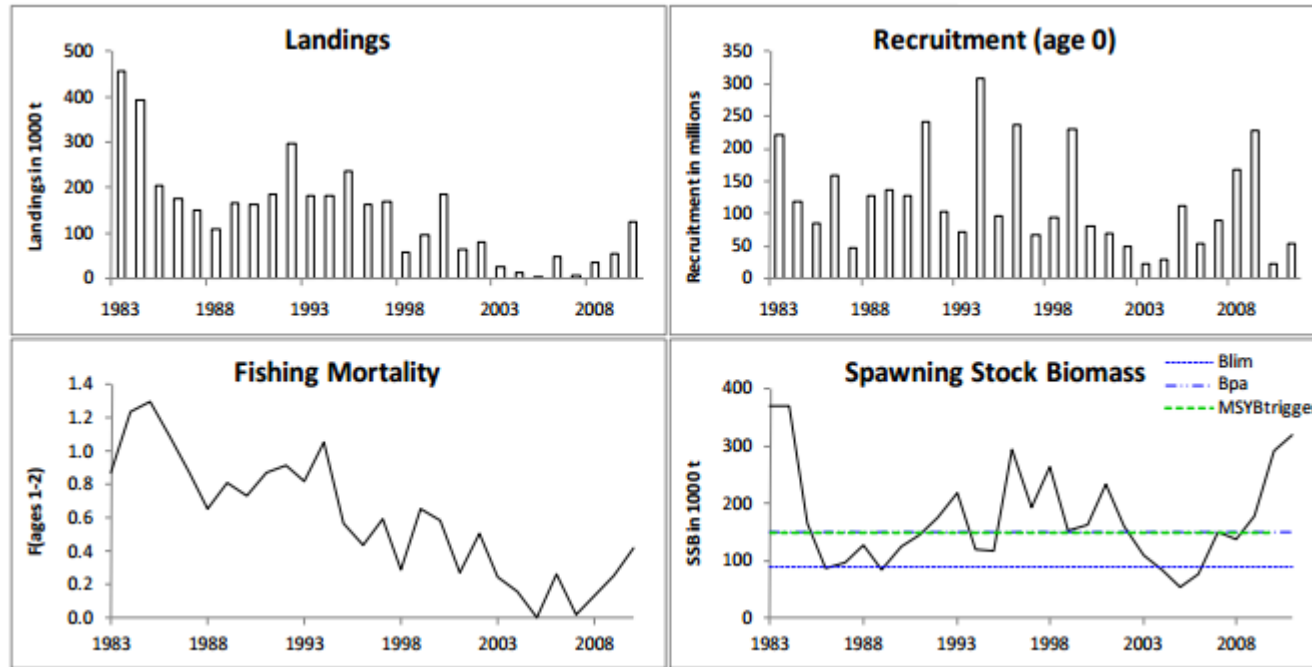 Landings
500
400
300
200
100
0
Landings in 1000 t
1983 1988 1993 1998 2003 2008
Recruitment (age 0)
350
300
250
200
150
100
50
0
Recruitment in millions
1983 1988 1993 1998 2003 2008
Fishing Mortality
1.4
1.2
1.0
0.8
0.6
0.4
0.2
0.0
F(ages 1-2)
1983 1988 1993 1998 2003 2008
Spawning Stock Biomass
Blim
Bpa
MSYBtrigge
400
300
200
100
0
SSB in 1000 t
1983 1988 1993 1998 2003 2008